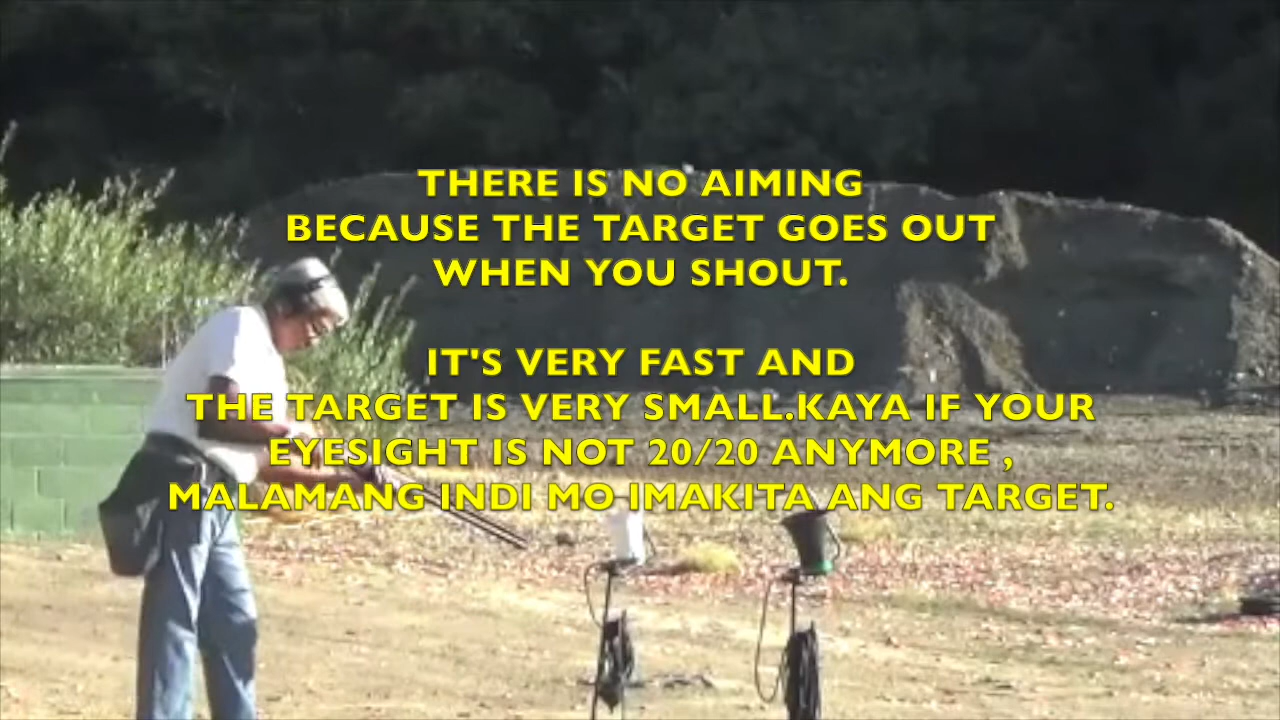 THERE IS NO AIMING
BECAUSE THE TARGET GOES OUT
WHEN YOU SHOUT.
IT'S VERY FAST AND
THE TARGET IS VERY SMALL.KAYA IF YOUR
EYESIGHT IS NOT 20/20 ANYMORE ,
MALAMANG INDI MO IMAKITA ANG TARGET.